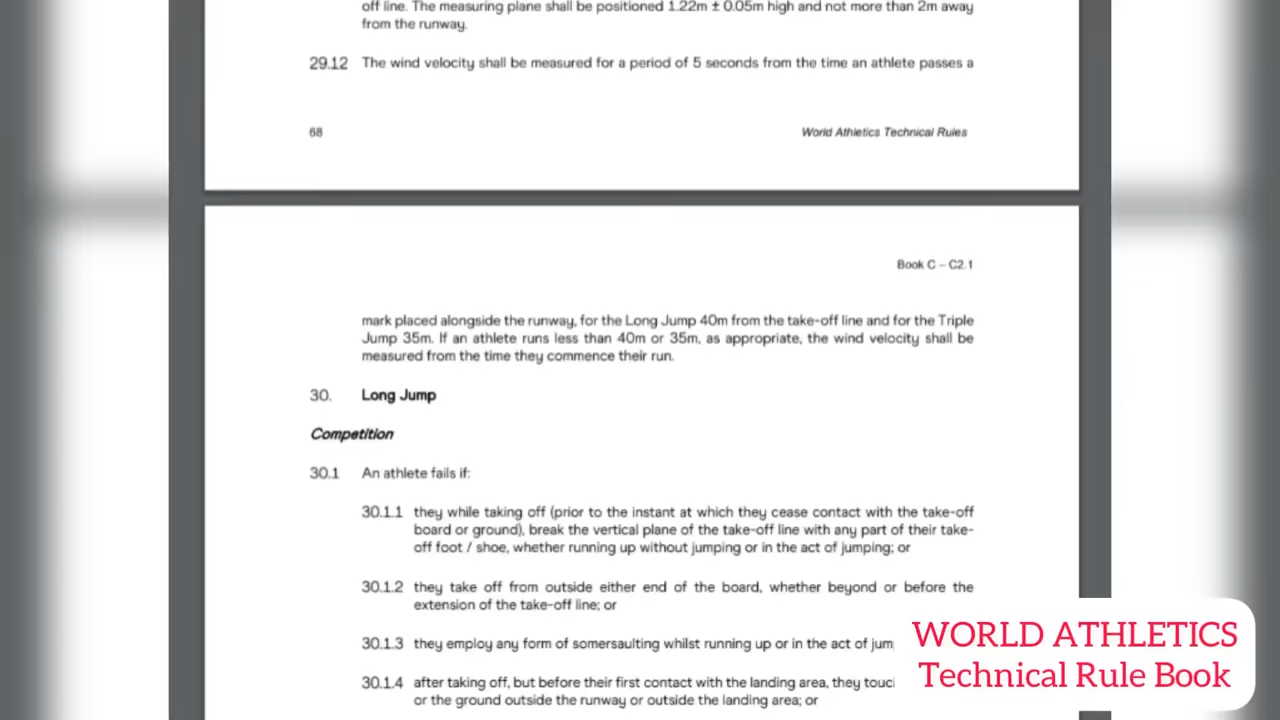 off line. The measuring plane shall be positioned 1.22m ± 0.05m high and not more than 2m away
from the runway.
29.12 The wind velocity shall be measured for a period of 5 seconds from the time an athlete passes a
68 World Athletics Technical Rules
Book C – C2.1
mark placed alongside the runway, for the Long Jump 40m from the take-off line and for the Triple
Jump 35m. If an athlete runs less than 40m or 35m, as appropriate, the wind velocity shall be
measured from the time they commence their run.
30. Long Jump
Competition
30.1 An athlete fails if:
30.1.1 they while taking off (prior to the instant at which they cease contact with the take-off
board or ground), break the vertical plane of the take-off line with any part of their take-
off foot / shoe, whether running up without jumping or in the act of jumping; or
30.1.2 they take off from outside either end of the board, whether beyond or before the
extension of the take-off line; or
30.1.3 they employ any form of somersaulting whilst running up or in the act of jum
30.1.4 after taking off, but before their first contact with the landing area, they touc
or the ground outside the runway or outside the landing area; or
WORLD ATHLETICS
Technical Rule Book